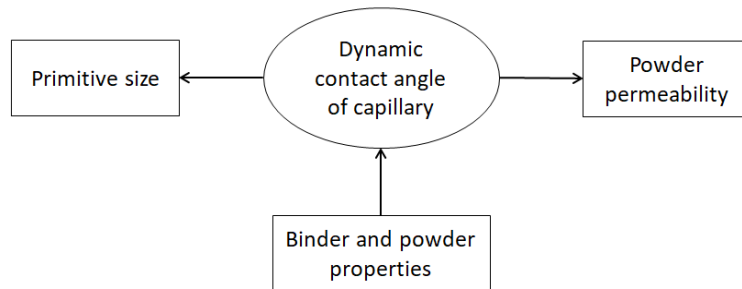 Primitive size
Dynamic
contact angle
of capillary
Powder
permeability
Binder and powder
properties